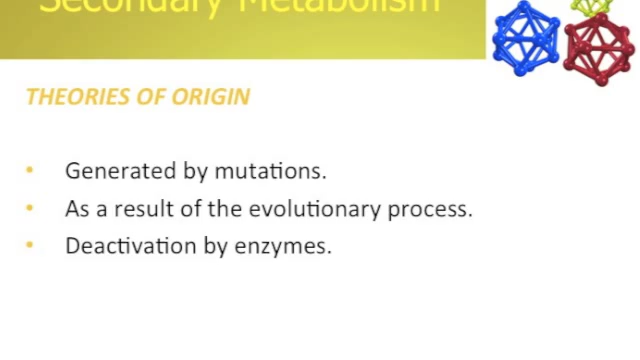 Secondary Metabolism
THEORIES OF ORIGIN
• Generated by mutations.
• As a result of the evolutionary process.
• Deactivation by enzymes.